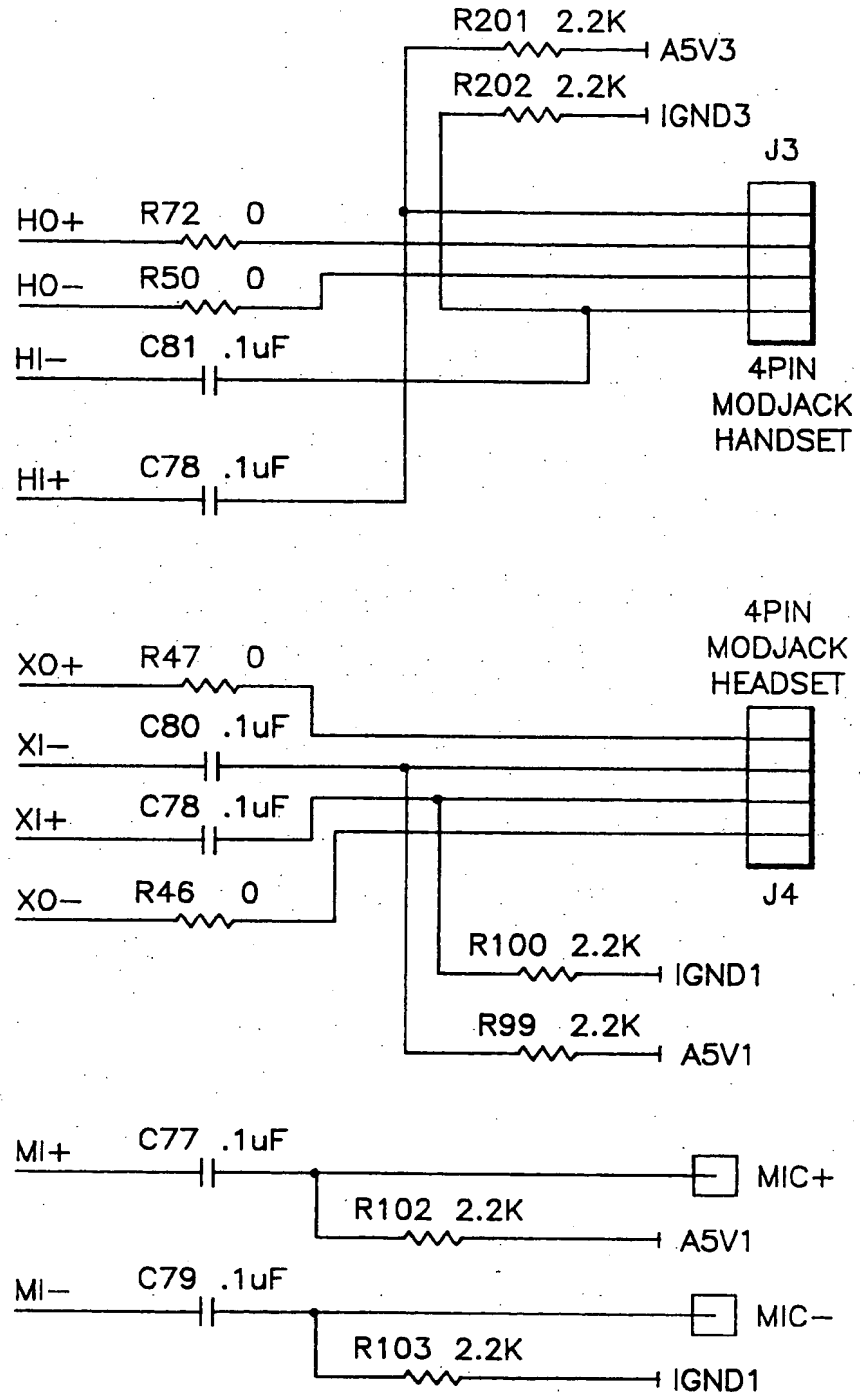 R201 2.2K
A5V3
R202 2.2K
IGND3
J3
HO+ R72 0
HO- R50 0
HI- C81 .1uF
4PIN
MODJACK
HANDSET
HI+ C78 .1uF
4PIN
MODJACK
HEADSET
XO+ R47 0
XI- C80 .1uF
XI+ C78 .1uF
XO- R46 0
J4
R100 2.2K
IGND1
R99 2.2K
A5V1
MI+ C77 .1uF
MIC+
R102 2.2K
A5V1
MI- C79 .1uF
MIC-
R103 2.2K
IGND1